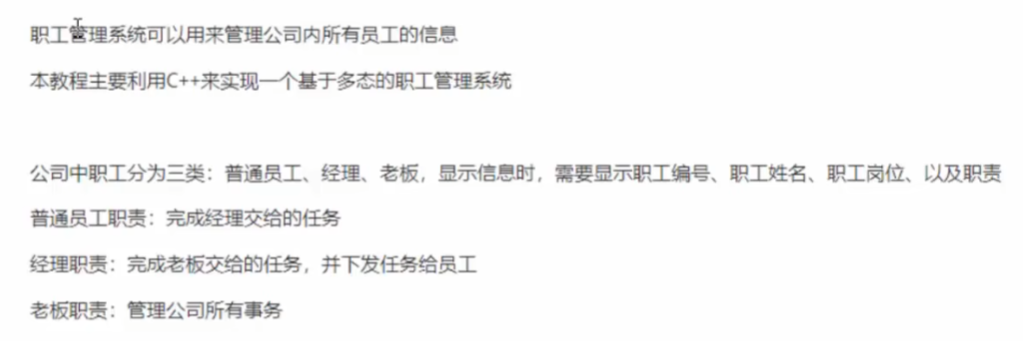 职工管理系统可以用来管理公司内所有员工的信息
本教程主要利用C++来实现一个基于多态的职工管理系统
公司中职工分为三类：普通员工、经理、老板，显示信息时，需要显示职工编号、职工姓名、职工岗位、以及职责
普通员工职责：完成经理交给的任务
经理职责：完成老板交给的任务，并下发任务给员工
老板职责：管理公司所有事务